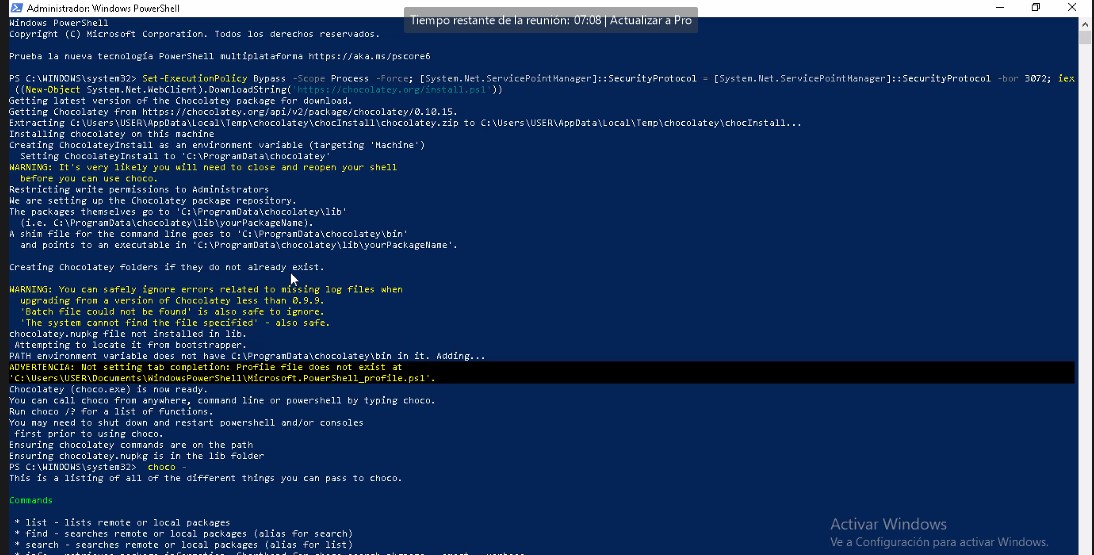 Administrador: Windows PowerShell
Tiempo restante de la reunión: 07:08 | Actualizar a Pro
Windows PowerShell
Copyright (C) Microsoft Corporation. Todos los derechos reservados.
Prueba la nueva tecnología PowerShell multiplataforma https://aka.ms/pscore6
PS C:\WINDOWS\system32> Set-ExecutionPolicy Bypass -Scope Process -Force; [System.Net.ServicePointManager]::SecurityProtocol = [System.Net.ServicePointManager]::SecurityProtocol -bor 3072; iex
((New-Object System.Net.WebClient).DownloadString('https://chocolatey.org/install.ps1'))
Getting latest version of the Chocolatey package for download.
Getting Chocolatey from https://chocolatey.org/api/v2/package/chocolatey/0.10.15.
Extracting C:\Users\USER\AppData\Local\Temp\chocolatey\chocInstall\chocolatey.zip to C:\Users\USER\AppData\Local\Temp\chocolatey\chocInstall...
Installing chocolatey on this machine
Creating ChocolateyInstall as an environment variable (targeting 'Machine')
Setting ChocolateyInstall to 'C:\ProgramData\chocolatey'
WARNING: It's very likely you will need to close and reopen your shell
before you can use choco.
Restricting write permissions to Administrators
We are setting up the Chocolatey package repository.
The packages themselves go to 'C:\ProgramData\chocolatey\lib'
(i.e. C:\ProgramData\chocolatey\lib\yourPackageName).
A shim file for the command line goes to 'C:\ProgramData\chocolatey\bin'
and points to an executable in 'C:\ProgramData\chocolatey\lib\yourPackageName'.
Creating Chocolatey folders if they do not already exist.
WARNING: You can safely ignore errors related to missing log files when
upgrading from a version of Chocolatey less than 0.9.9.
'Batch file could not be found' is also safe to ignore.
'The system cannot find the file specified' - also safe.
chocolatey.nupkg file not installed in lib.
Attempting to locate it from bootstrapper.
PATH environment variable does not have C:\ProgramData\chocolatey\bin in it. Adding...
ADVERTENCIA: Not setting tab completion: Profile file does not exist at
'C:\Users\USER\Documents\WindowsPowerShell\Microsoft.PowerShell_profile.ps1'.
Chocolatey (choco.exe) is now ready.
You can call choco from anywhere, command line or powershell by typing choco.
Run choco /? for a list of functions.
You may need to shut down and restart powershell and/or consoles
first prior to using choco.
Ensuring chocolatey commands are on the path
Ensuring chocolatey.nupkg is in the lib folder
PS C:\WINDOWS\system32> choco -
This is a listing of all of the different things you can pass to choco.
Commands
* list - lists remote or local packages
* find - searches remote or local packages (alias for search)
* search - searches remote or local packages (alias for list)
Activar Windows
Ve a Configuración para activar Windows.